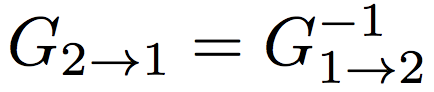 G_{2→1} = G_{1→2}^{-1}